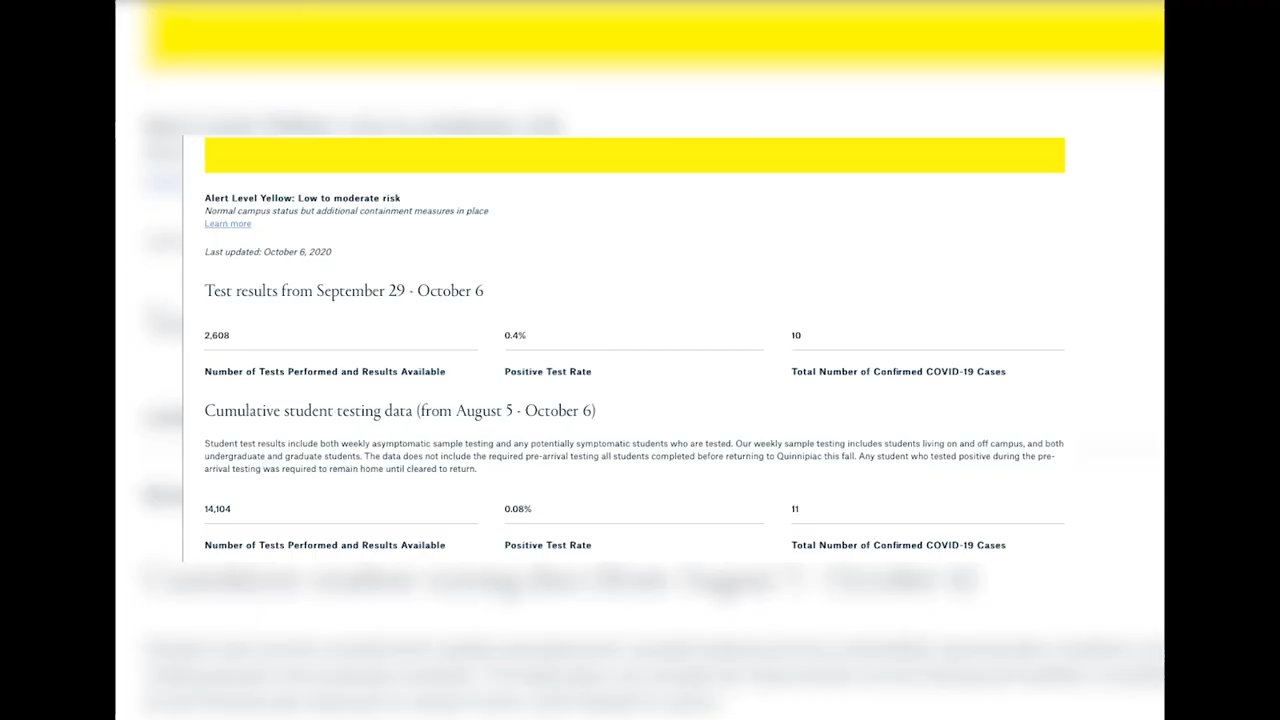 Alert Level Yellow: Low to moderate risk
Normal campus status but additional containment measures in place
Learn more
Last updated: October 6, 2020
Test results from September 29 - October 6
2,608 0.4% 10
Number of Tests Performed and Results Available Positive Test Rate Total Number of Confirmed COVID-19 Cases
Cumulative student testing data (from August 5 - October 6)
Student test results include both weekly asymptomatic sample testing and any potentially symptomatic students who are tested. Our weekly sample testing includes students living on and off campus, and both
undergraduate and graduate students. The data does not include the required pre-arrival testing all students completed before returning to Quinnipiac this fall. Any student who tested positive during the pre-
arrival testing was required to remain home until cleared to return.
14,104 0.08% 11
Number of Tests Performed and Results Available Positive Test Rate Total Number of Confirmed COVID-19 Cases